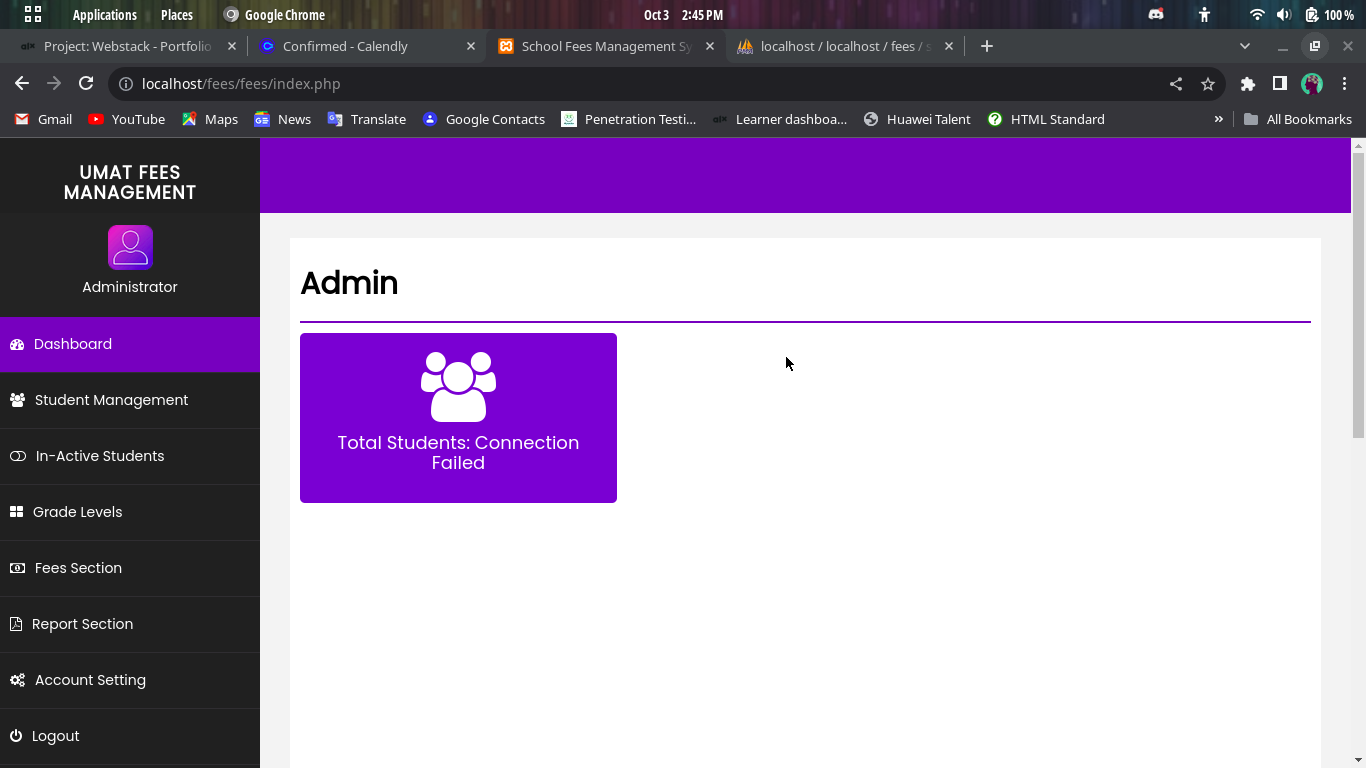 Applications
Places
Google Chrome
Oct 3 2:45 PM
100 %
Project: Webstack - Portfolio
Confirmed - Calendly
School Fees Management Sy
localhost / localhost / fees / s
localhost/fees/fees/index.php
Gmail
YouTube
Maps
News
Translate
Google Contacts
Penetration Testi...
Learner dashboa...
Huawei Talent
HTML Standard
»
All Bookmarks
UMAT FEES
MANAGEMENT
Administrator
Dashboard
Student Management
In-Active Students
Grade Levels
Fees Section
Report Section
Account Setting
Logout
Admin
Total Students: Connection
Failed